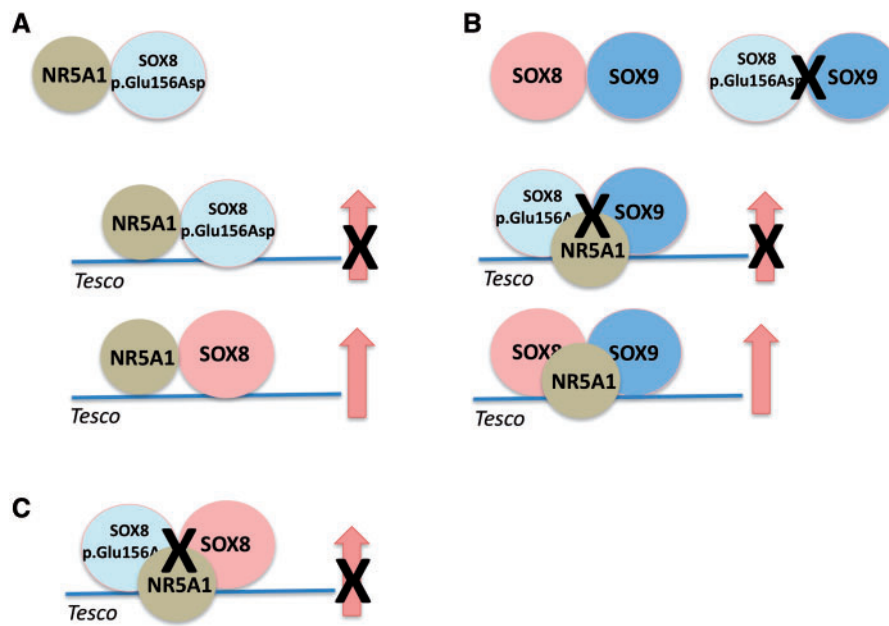 A
NR5A1
SOX8
p.Glu156Asp
NR5A1
SOX8
p.Glu156Asp
X
Tesco
NR5A1
SOX8
Tesco
B
SOX8
SOX9
SOX8
p.Glu156Asp
X
SOX9
SOX8
p.Glu156A
X
SOX9
NR5A1
X
Tesco
SOX8
SOX9
NR5A1
Tesco
C
SOX8
p.Glu156A
X
SOX8
NR5A1
X
Tesco